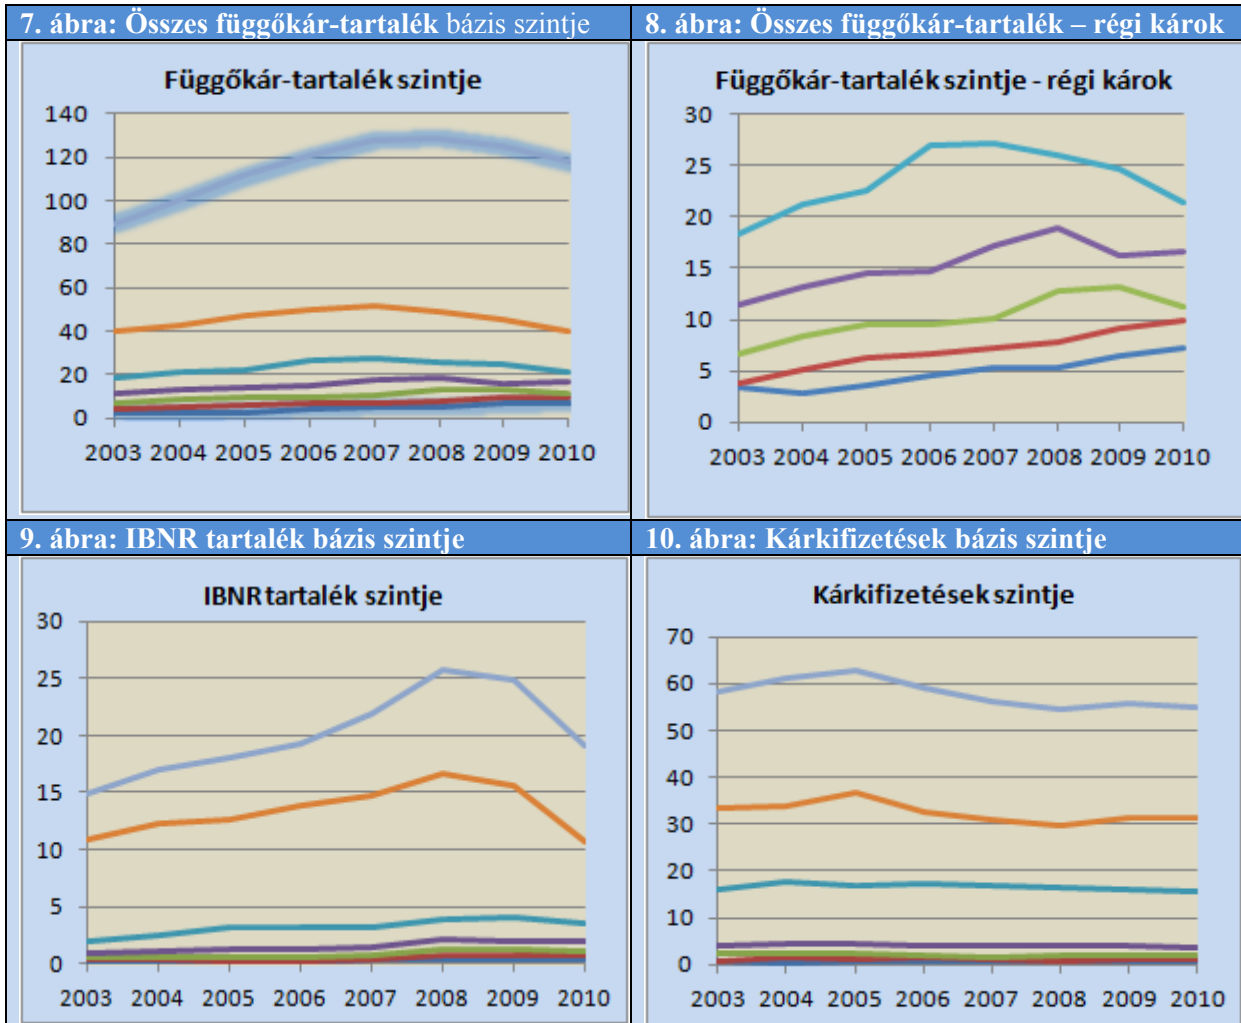 7. ábra: Összes függőkár-tartalék bázis szintje
Függőkár-tartalék szintje
140
120
100
80
60
40
20
0
2003 2004 2005 2006 2007 2008 2009 2010
8. ábra: Összes függőkár-tartalék – régi károk
Függőkár-tartalék szintje - régi károk
30
25
20
15
10
5
0
2003 2004 2005 2006 2007 2008 2009 2010
9. ábra: IBNR tartalék bázis szintje
IBNR tartalék szintje
30
25
20
15
10
5
0
2003 2004 2005 2006 2007 2008 2009 2010
10. ábra: Kárkifizetések bázis szintje
Kárkifizetések szintje
70
60
50
40
30
20
10
0
2003 2004 2005 2006 2007 2008 2009 2010